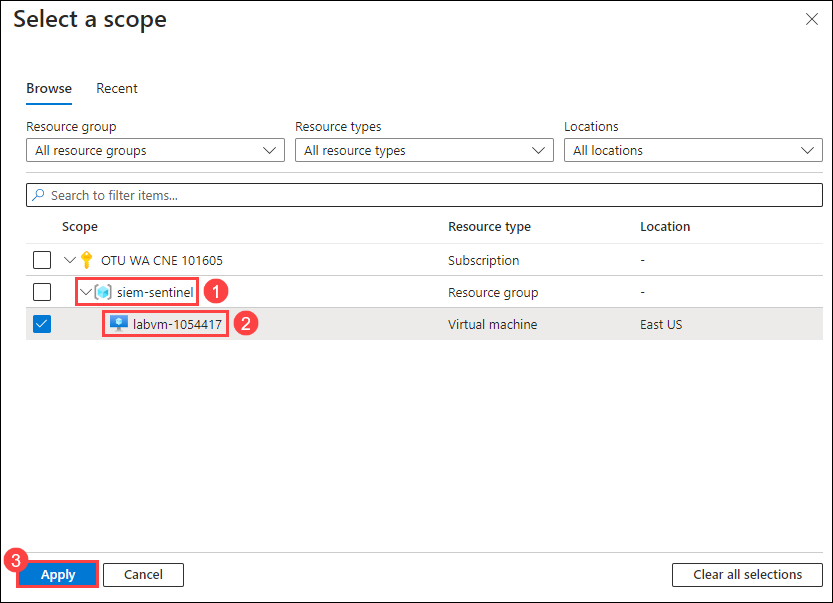 Select a scope
Browse Recent
Resource group Resource types Locations
All resource groups All resource types All locations
Search to filter items...
Scope Resource type Location
OTU WA CNE 101605 Subscription -
siem-sentinel 1 Resource group -
labvm-1054417 2 Virtual machine East US
3
Apply Cancel Clear all selections